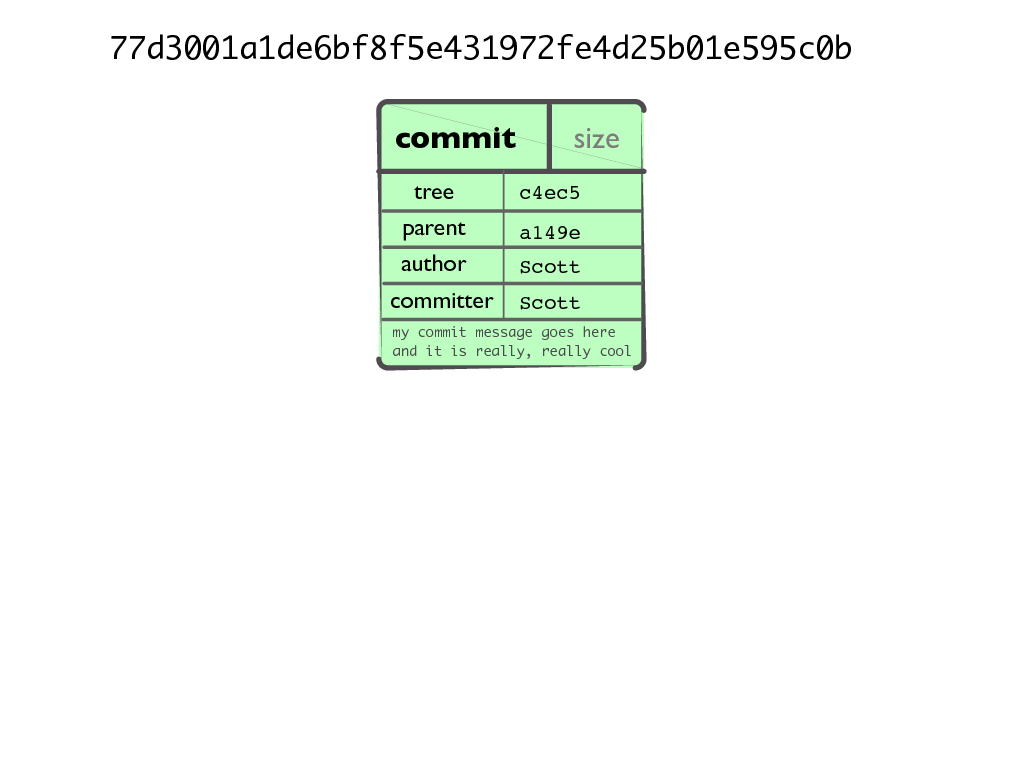 77d3001a1de6bf8f5e431972fe4d25b01e595c0b
commit size
tree c4ec5
parent a149e
author Scott
committer Scott
my commit message goes here
and it is really, really cool